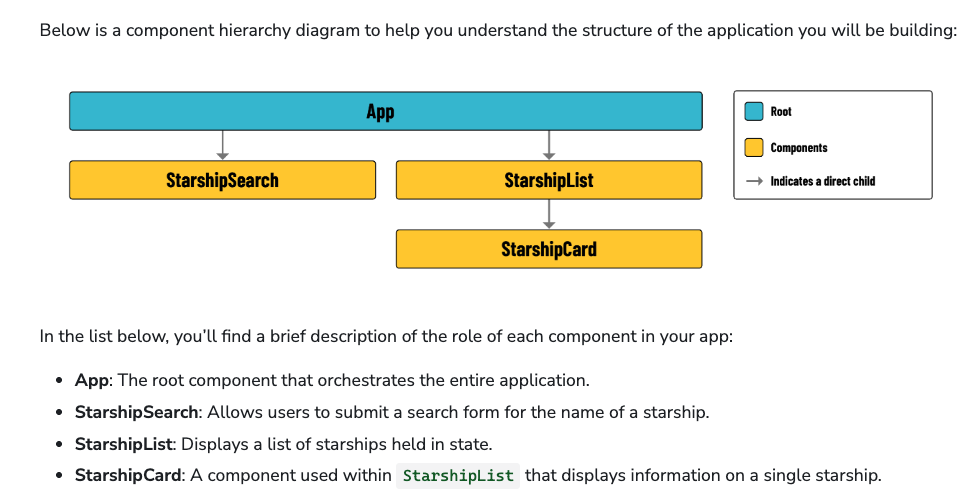 Below is a component hierarchy diagram to help you understand the structure of the application you will be building:
App
Root
Components
Indicates a direct child
StarshipSearch
StarshipList
StarshipCard
In the list below, you’ll find a brief description of the role of each component in your app:
• App: The root component that orchestrates the entire application.
• StarshipSearch: Allows users to submit a search form for the name of a starship.
• StarshipList: Displays a list of starships held in state.
• StarshipCard: A component used within StarshipList that displays information on a single starship.